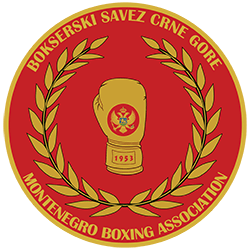 BOKSERSKI SAVEZ CRNE GORE
1953
MONTENEGRO BOXING ASSOCIATION